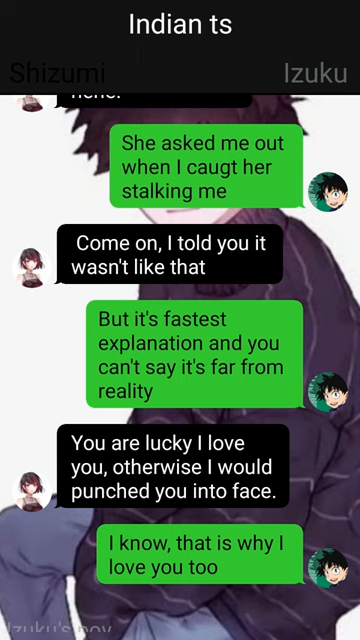 Indian ts
Shizumi
Izuku
She asked me out
when I caugt her
stalking me
Come on, I told you it
wasn't like that
But it's fastest
explanation and you
can't say it's far from
reality
You are lucky I love
you, otherwise I would
punched you into face.
I know, that is why I
love you too
Izuku's pov